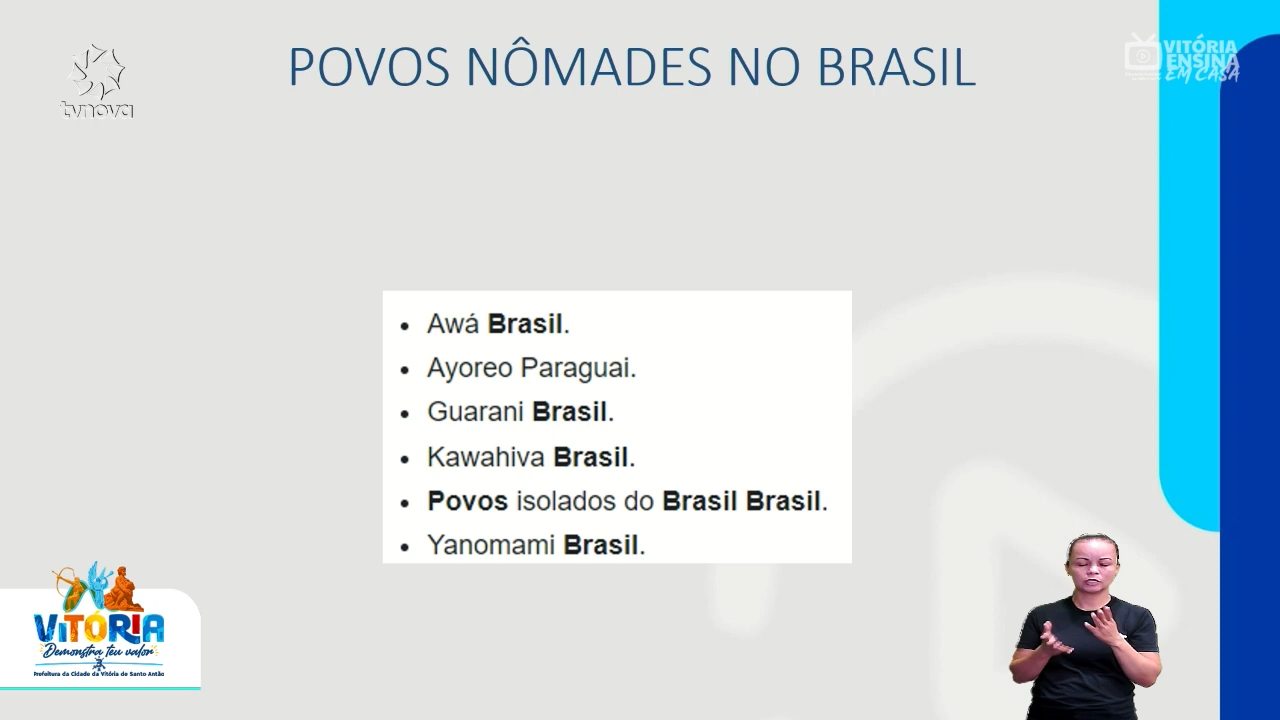 POVOS NÔMADES NO BRASIL
tvnova
VITÓRIA
ENSINA
EM CASA
• Awá Brasil.
• Ayoreo Paraguai.
• Guarani Brasil.
• Kawahiva Brasil.
• Povos isolados do Brasil Brasil.
• Yanomami Brasil.
VITÓRIA
Demonstra teu valor
Prefeitura da Cidade da Vitória de Santo Antão